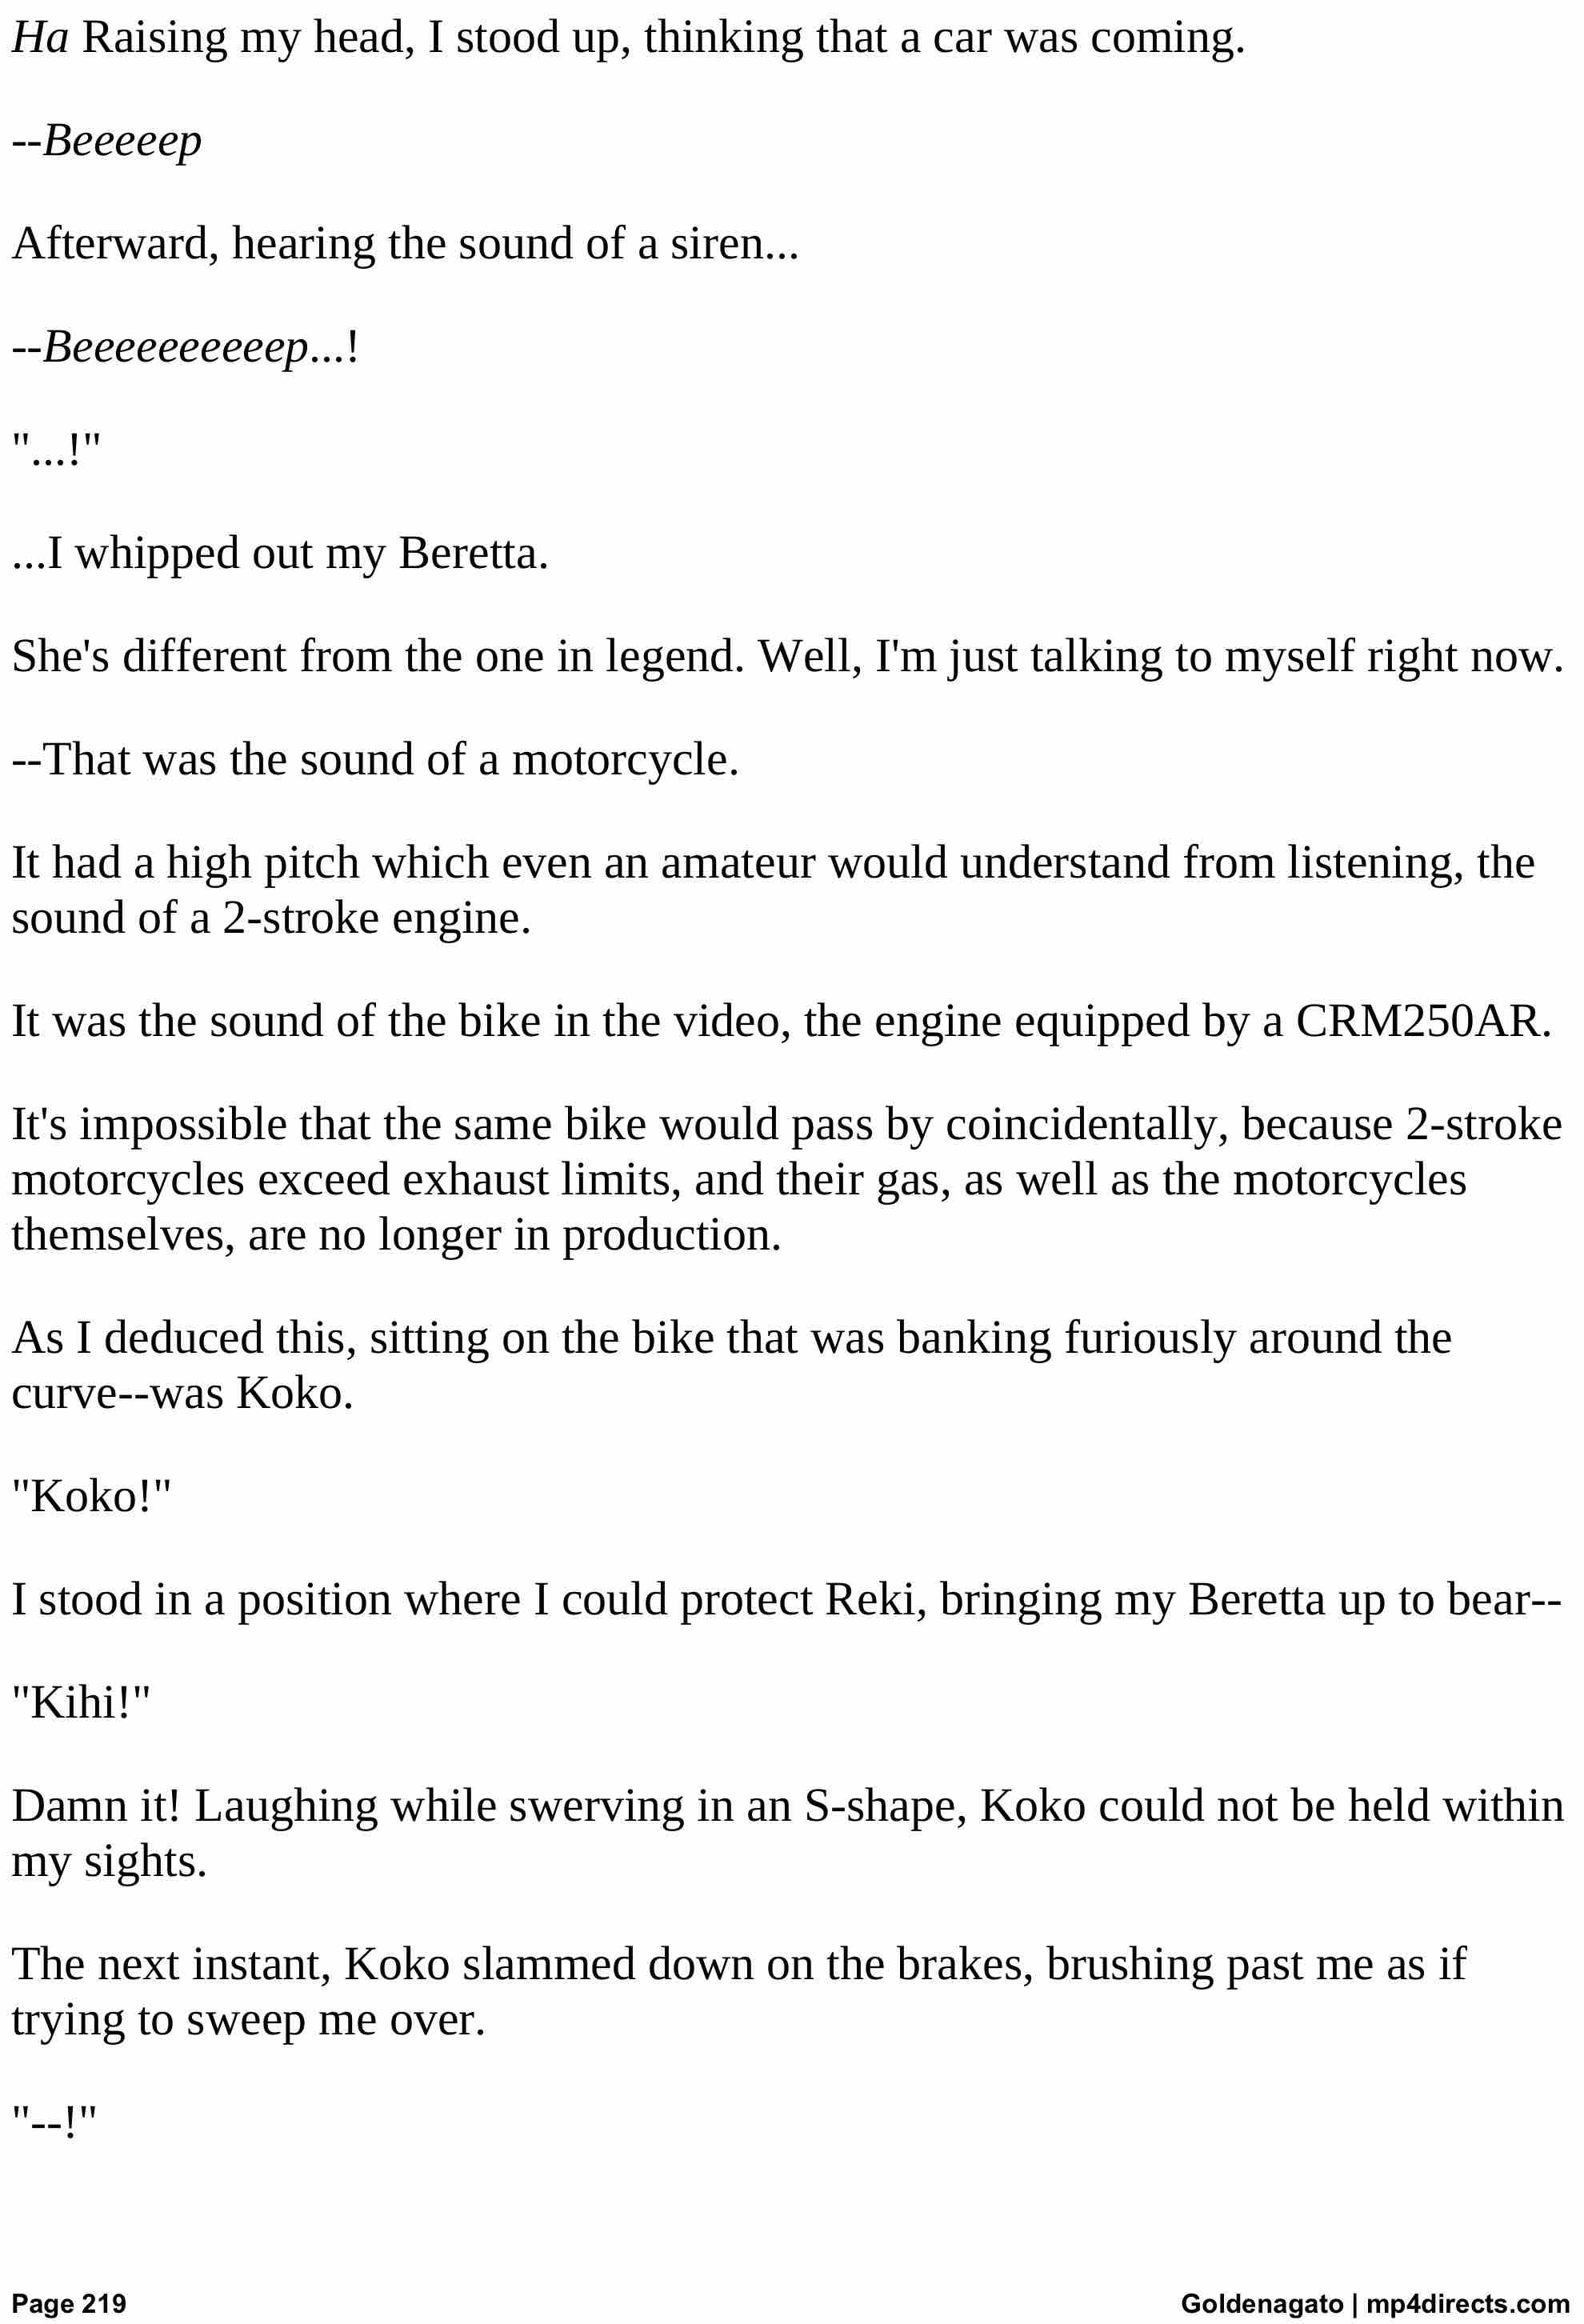 Ha Raising my head, I stood up, thinking that a car was coming.
--Beeeeep
Afterward, hearing the sound of a siren...
--Beeeeeeeeeep...!
"...!"
...I whipped out my Beretta.
She's different from the one in legend. Well, I'm just talking to myself right now.
--That was the sound of a motorcycle.
It had a high pitch which even an amateur would understand from listening, the
sound of a 2-stroke engine.
It was the sound of the bike in the video, the engine equipped by a CRM250AR.
It's impossible that the same bike would pass by coincidentally, because 2-stroke
motorcycles exceed exhaust limits, and their gas, as well as the motorcycles
themselves, are no longer in production.
As I deduced this, sitting on the bike that was banking furiously around the
curve--was Koko.
"Koko!"
I stood in a position where I could protect Reki, bringing my Beretta up to bear--
"Kihi!"
Damn it! Laughing while swerving in an S-shape, Koko could not be held within
my sights.
The next instant, Koko slammed down on the brakes, brushing past me as if
trying to sweep me over.
"--!"
Page 219
Goldenagato | mp4directs.com